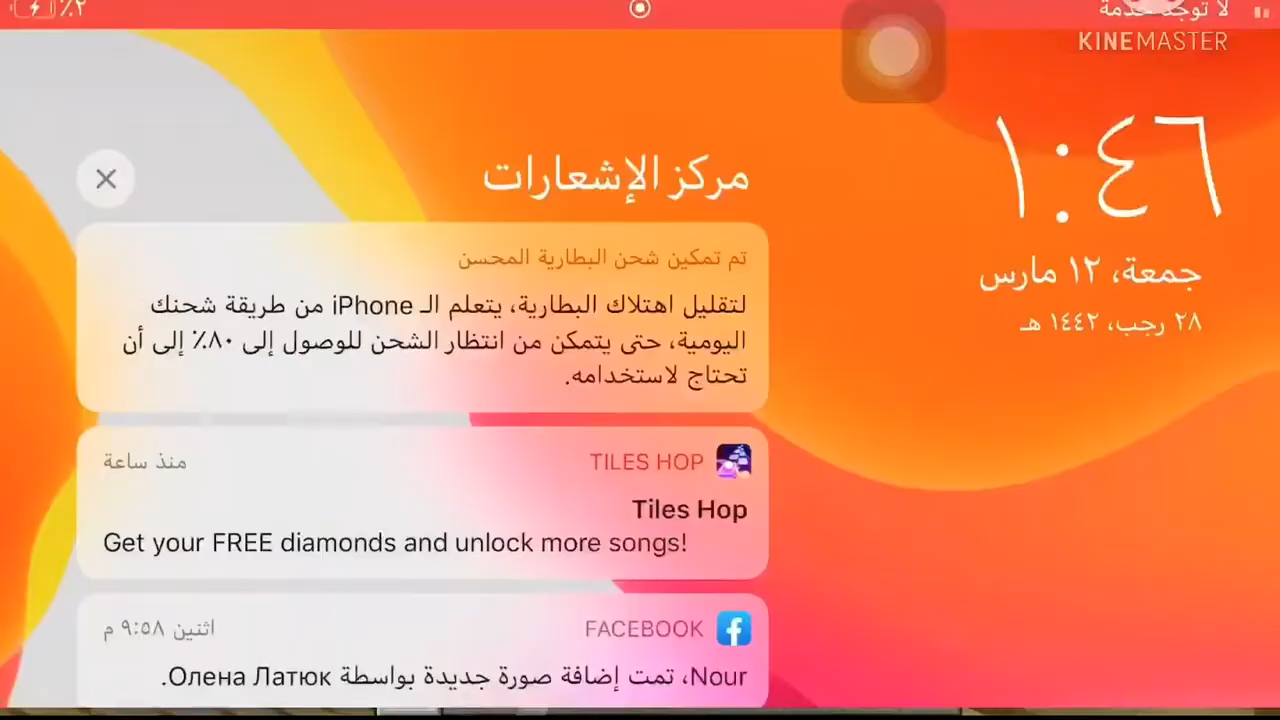 ٪٢
لا توجد خدمة
KINEMASTER
١:٤٦
جمعة، ١٢ مارس
٢٨ رجب، ١٤٤٢ هـ
مركز الإشعارات
تم تمكين شحن البطارية المحسن
لتقليل اهتلاك البطارية، يتعلم الـ iPhone من طريقة شحنك
اليومية، حتى يتمكن من انتظار الشحن للوصول إلى ٨٠٪ إلى أن
تحتاج لاستخدامه.
TILES HOP منذ ساعة
Tiles Hop
Get your FREE diamonds and unlock more songs!
FACEBOOK اثنين ٩:٥٨ م
Nour، تمت إضافة صورة جديدة بواسطة Олена Латюк.